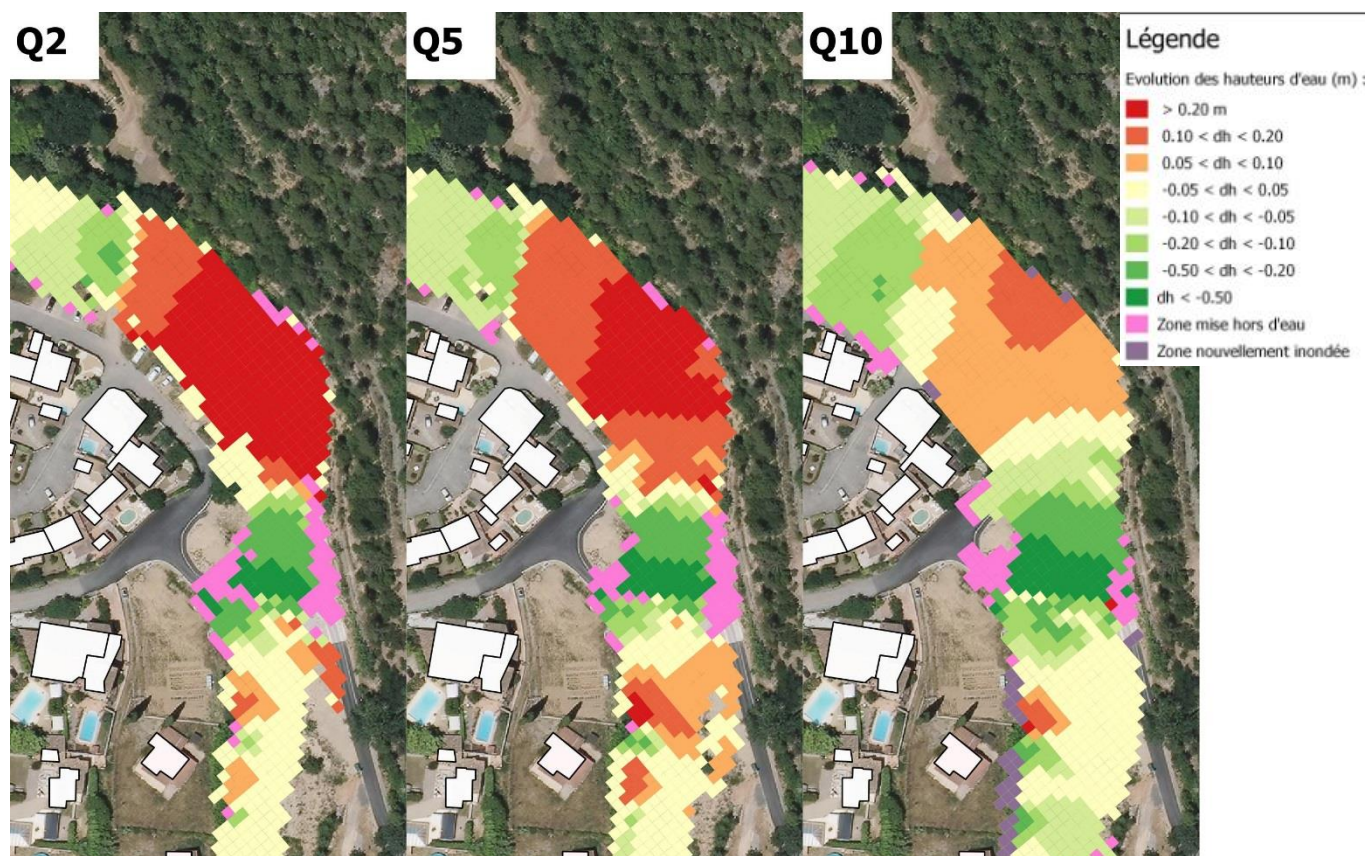 Q2
Q5
Q10
Légende
Evolution des hauteurs d'eau (m) :
> 0.20 m
0.10 < dh < 0.20
0.05 < dh < 0.10
-0.05 < dh < 0.05
-0.10 < dh < -0.05
-0.20 < dh < -0.10
-0.50 < dh < -0.20
dh < -0.50
Zone mise hors d'eau
Zone nouvellement inondée